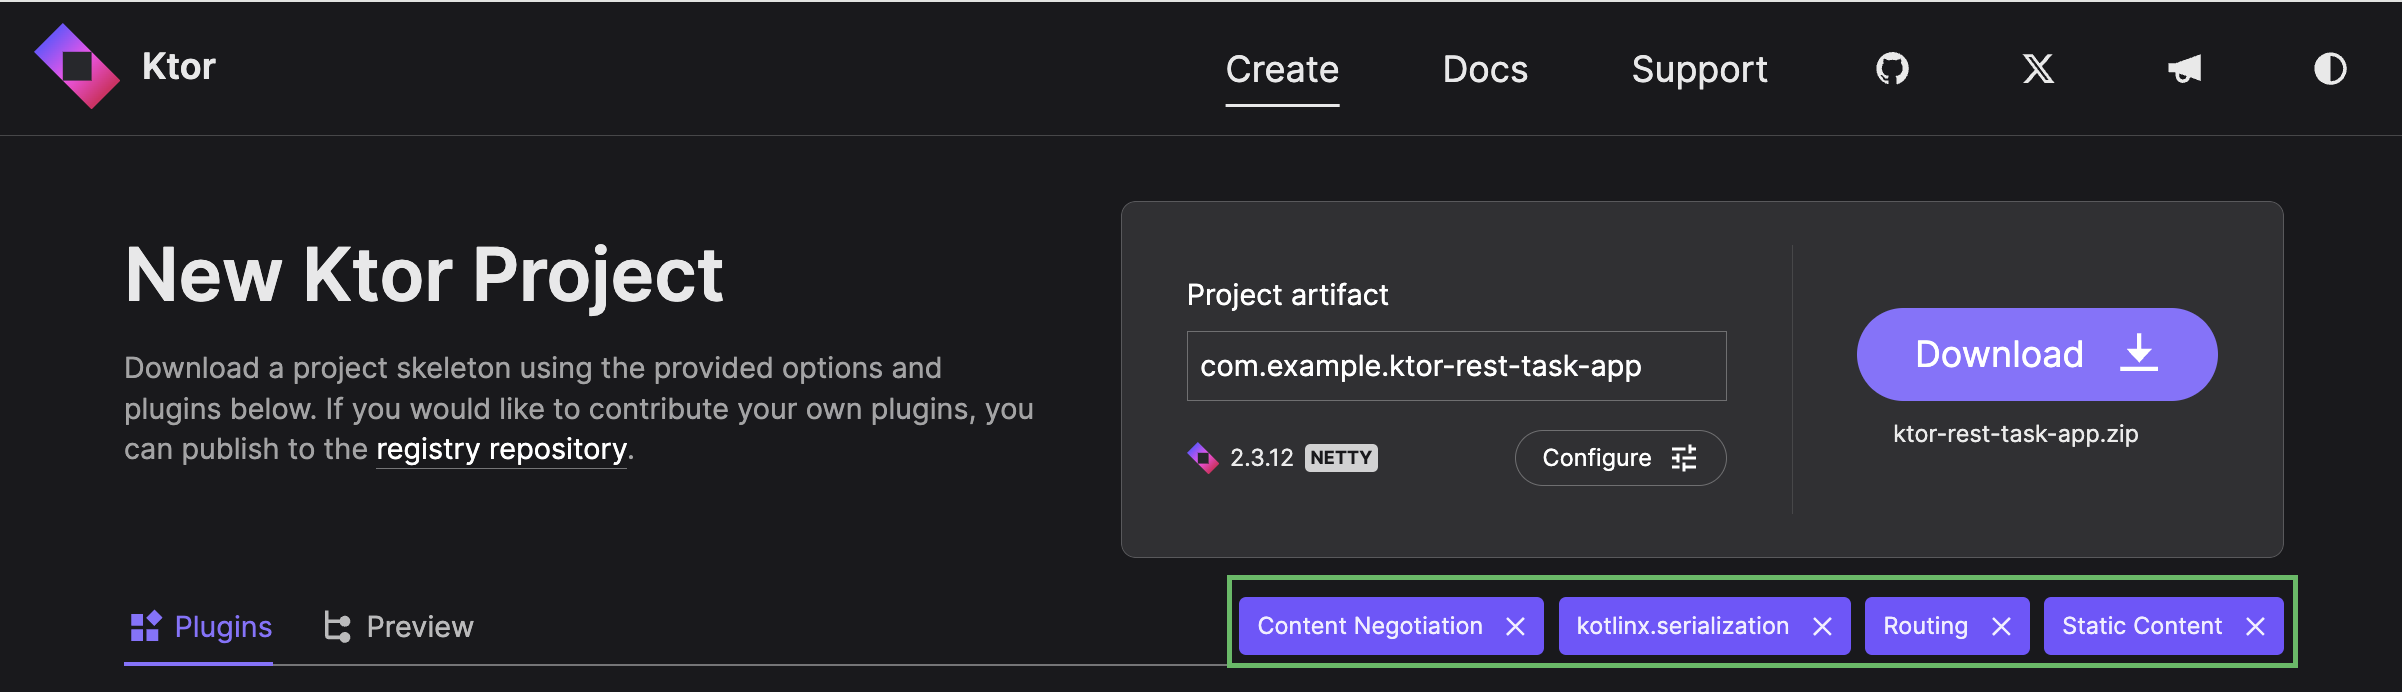 Ktor
Create
Docs
Support
New Ktor Project
Download a project skeleton using the provided options and
plugins below. If you would like to contribute your own plugins, you
can publish to the registry repository.
Project artifact
com.example.ktor-rest-task-app
2.3.12 NETTY
Configure
Download
ktor-rest-task-app.zip
Plugins
Preview
Content Negotiation
kotlinx.serialization
Routing
Static Content